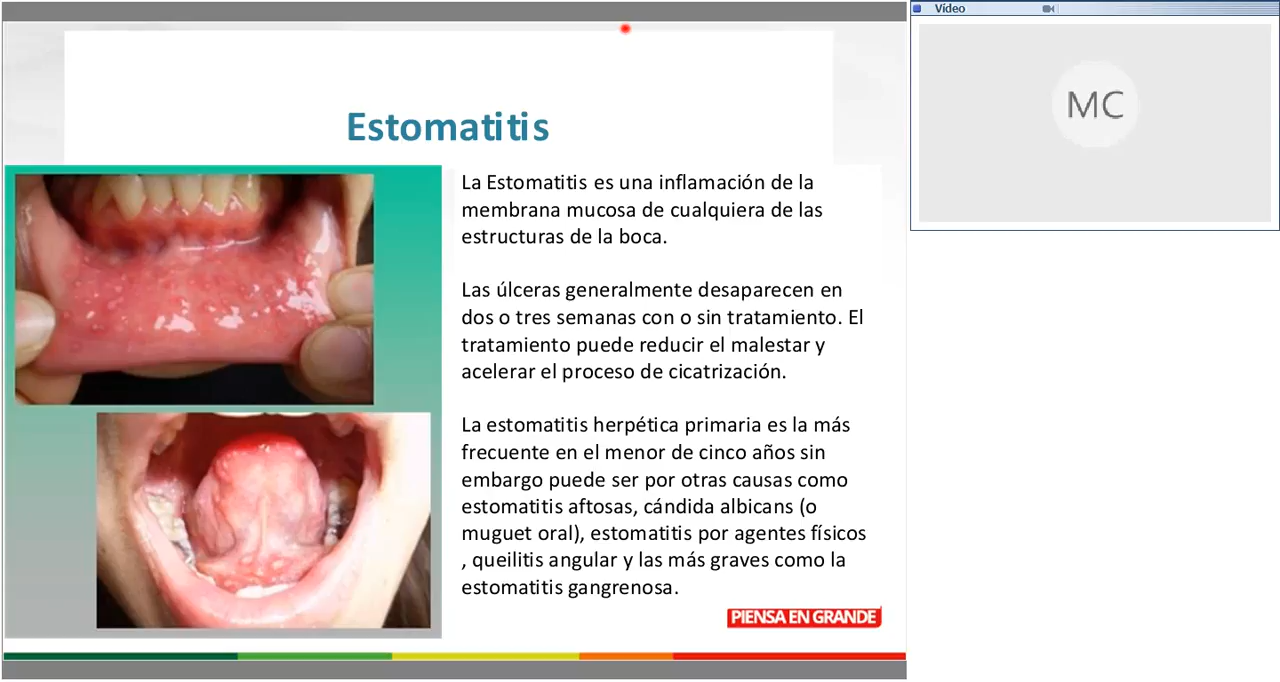 Vídeo
MC
Estomatitis
La Estomatitis es una inflamación de la
membrana mucosa de cualquiera de las
estructuras de la boca.
Las úlceras generalmente desaparecen en
dos o tres semanas con o sin tratamiento. El
tratamiento puede reducir el malestar y
acelerar el proceso de cicatrización.
La estomatitis herpética primaria es la más
frecuente en el menor de cinco años sin
embargo puede ser por otras causas como
estomatitis aftosas, cándida albicans (o
muguet oral), estomatitis por agentes físicos
, queilitis angular y las más graves como la
estomatitis gangrenosa.
PIENSA EN GRANDE